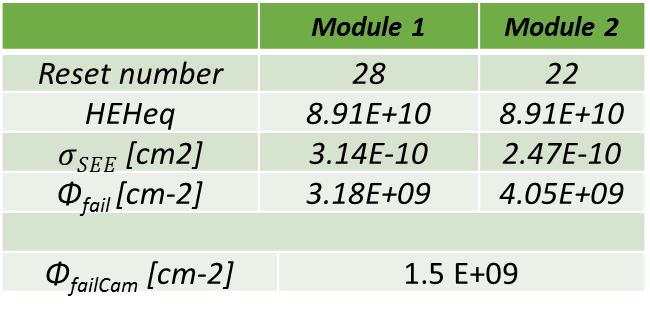 Module 1 Module 2
Reset number 28 22
HEHeq 8.91E+10 8.91E+10
σSEE [cm2] 3.14E-10 2.47E-10
Φfail [cm-2] 3.18E+09 4.05E+09
ΦfailCam [cm-2] 1.5 E+09